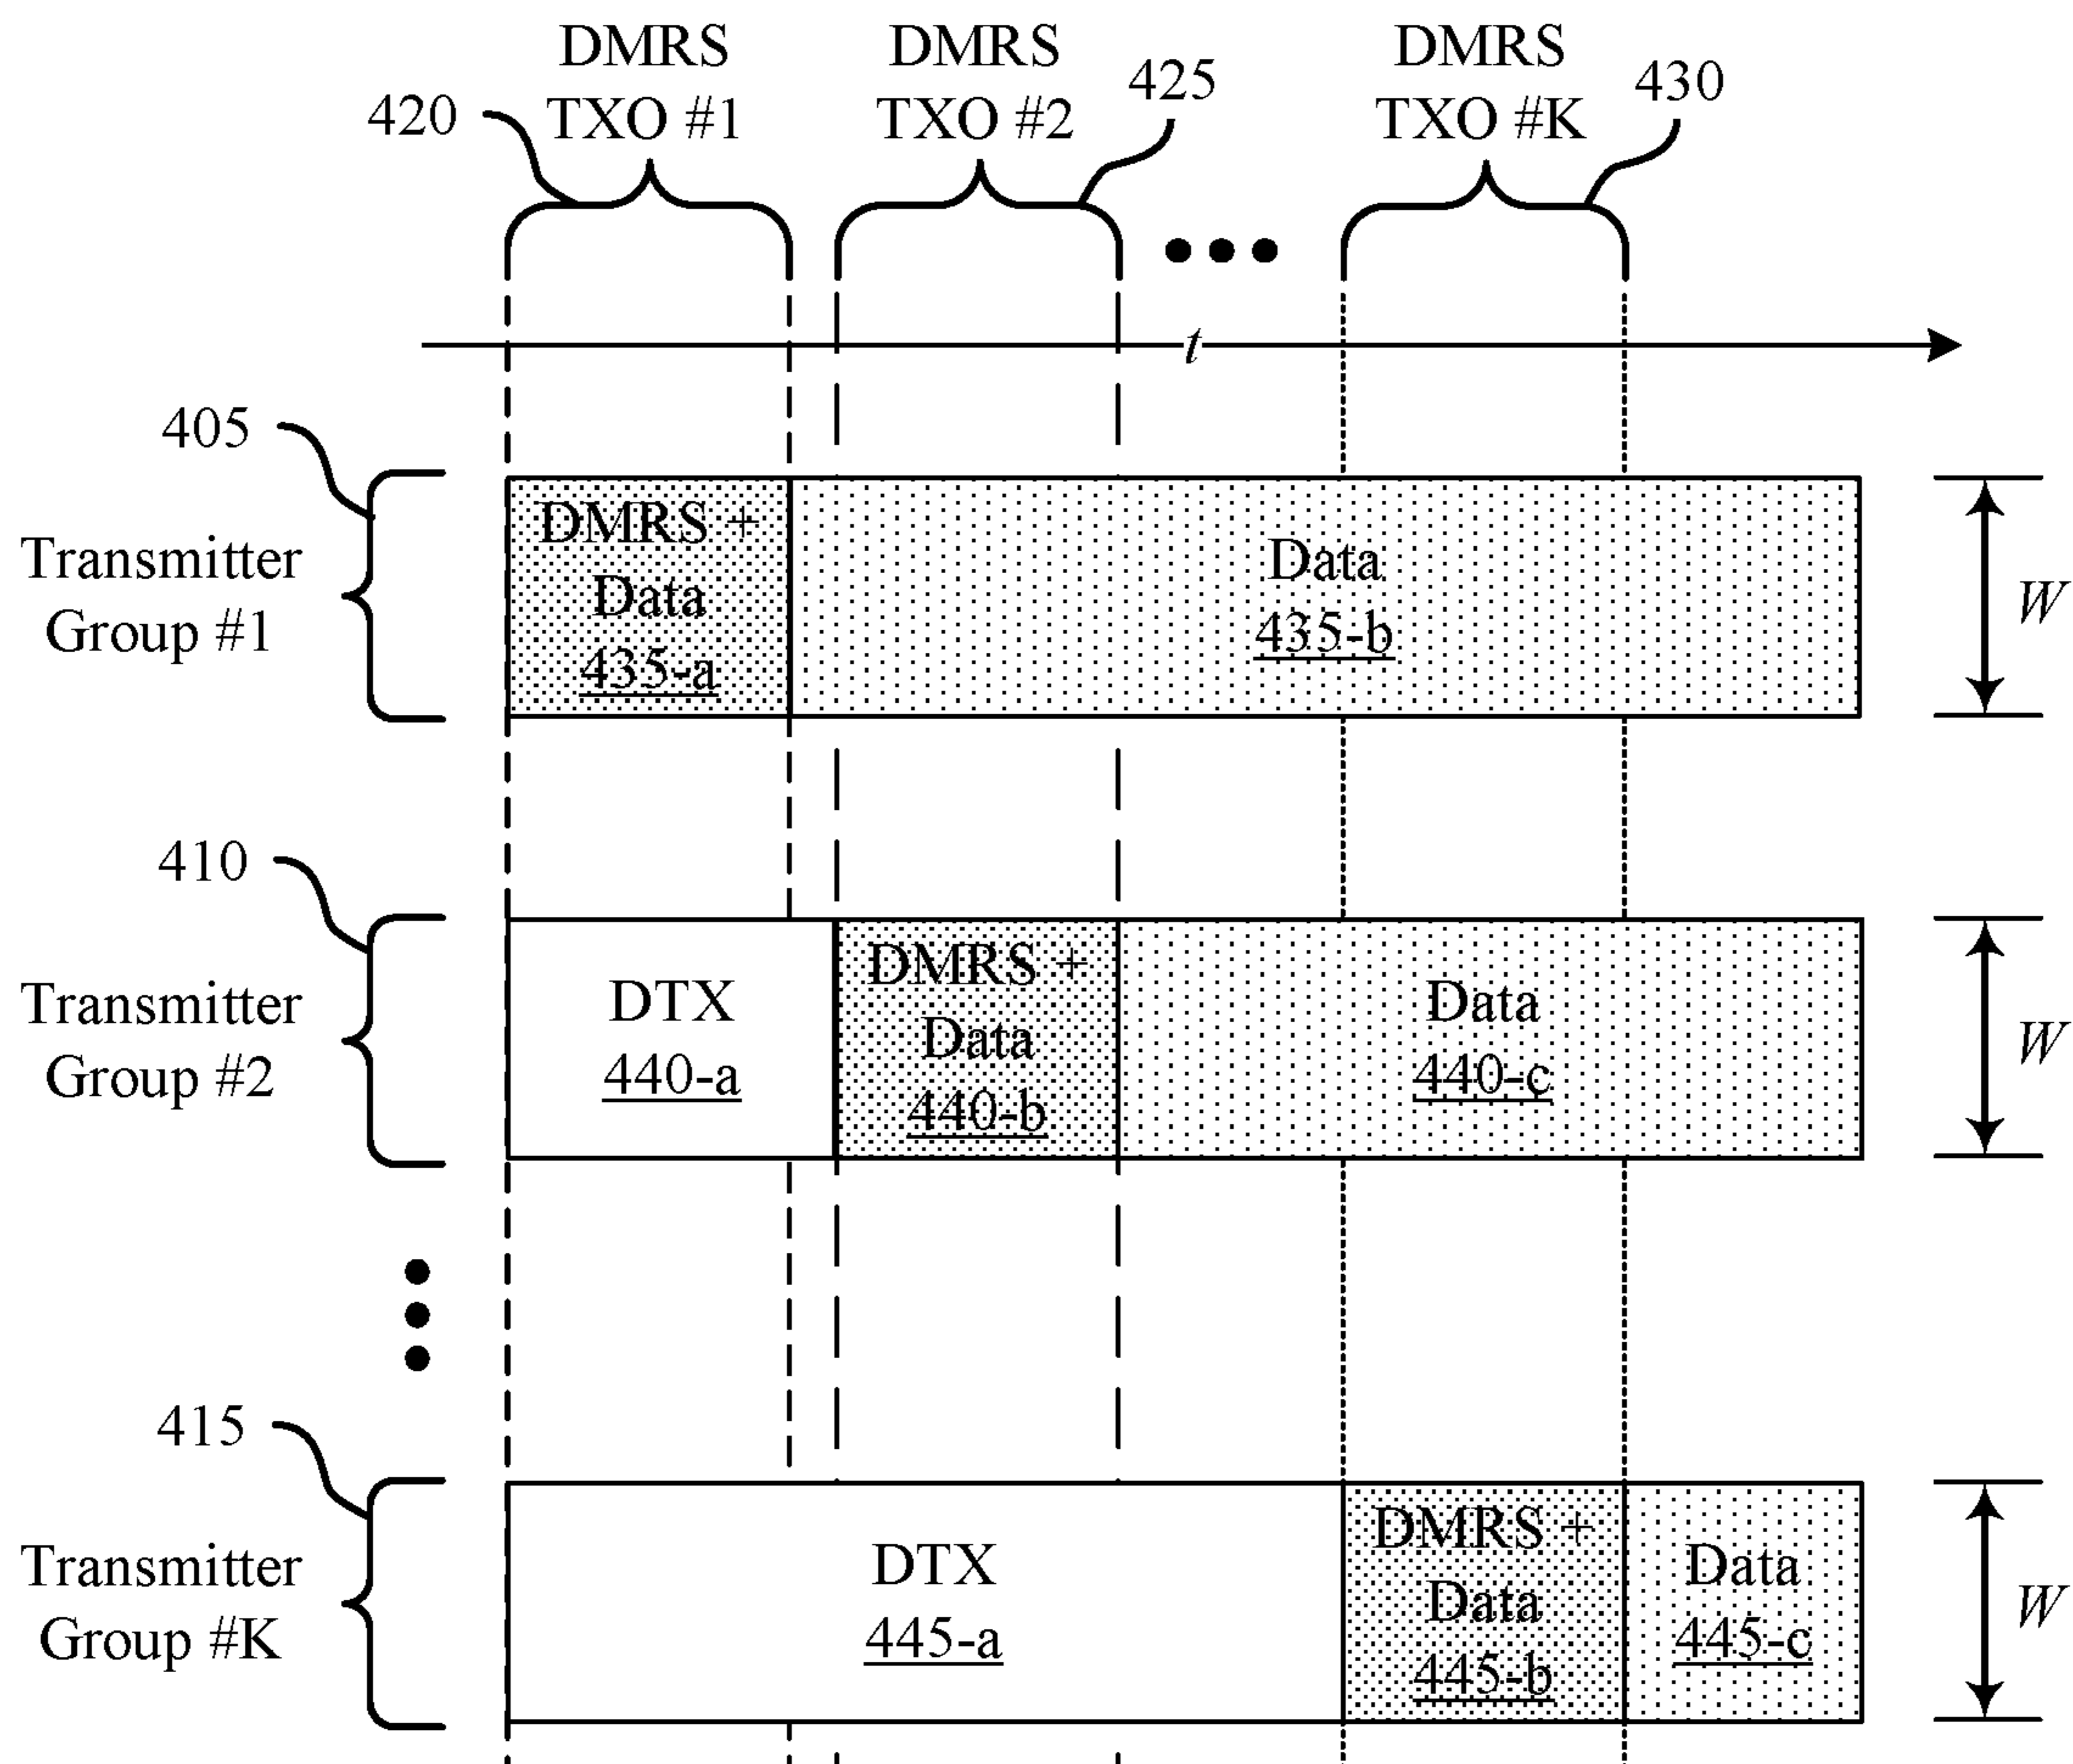 DMRS
TXO #1
DMRS
TXO #2
DMRS
TXO #K
420
425
430
t
405
Transmitter
Group #1
DMRS +
Data
435-a
Data
435-b
W
410
Transmitter
Group #2
DTX
440-a
DMRS +
Data
440-b
Data
440-c
W
415
Transmitter
Group #K
DTX
445-a
DMRS +
Data
445-b
Data
445-c
W